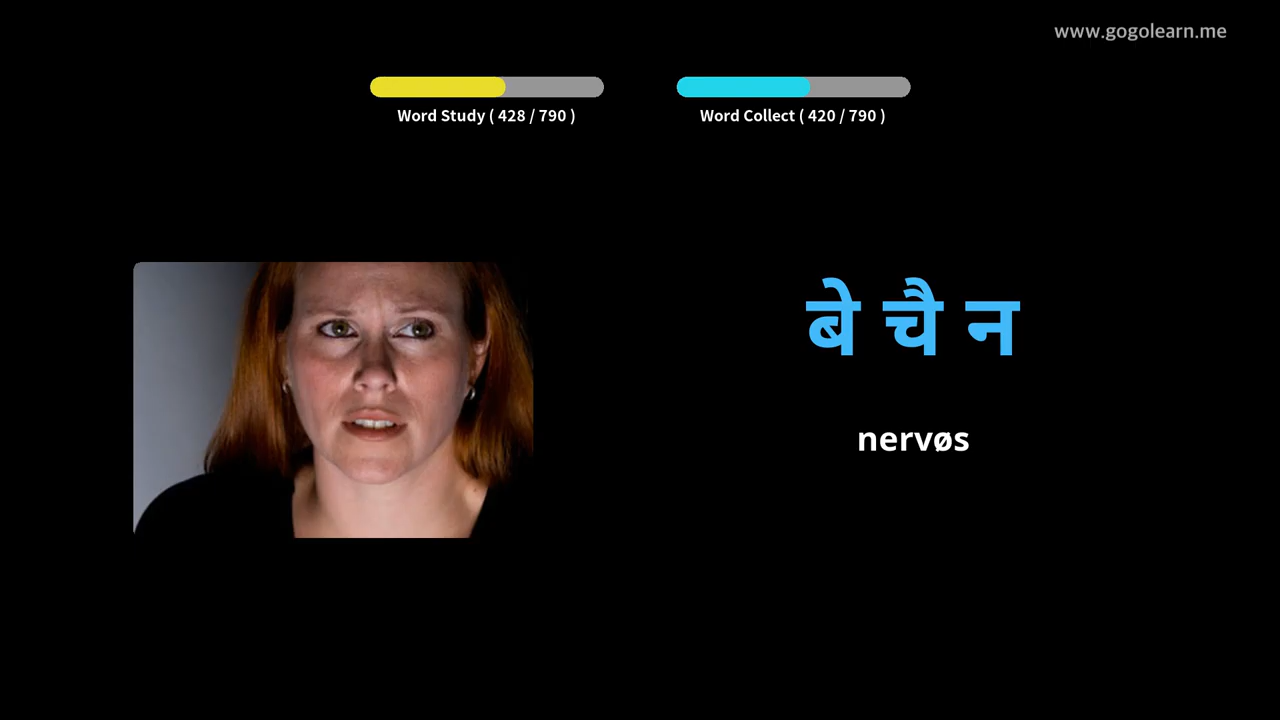 www.gogolearn.me
Word Study ( 428 / 790 )
Word Collect ( 420 / 790 )
बे चै न
nervøs